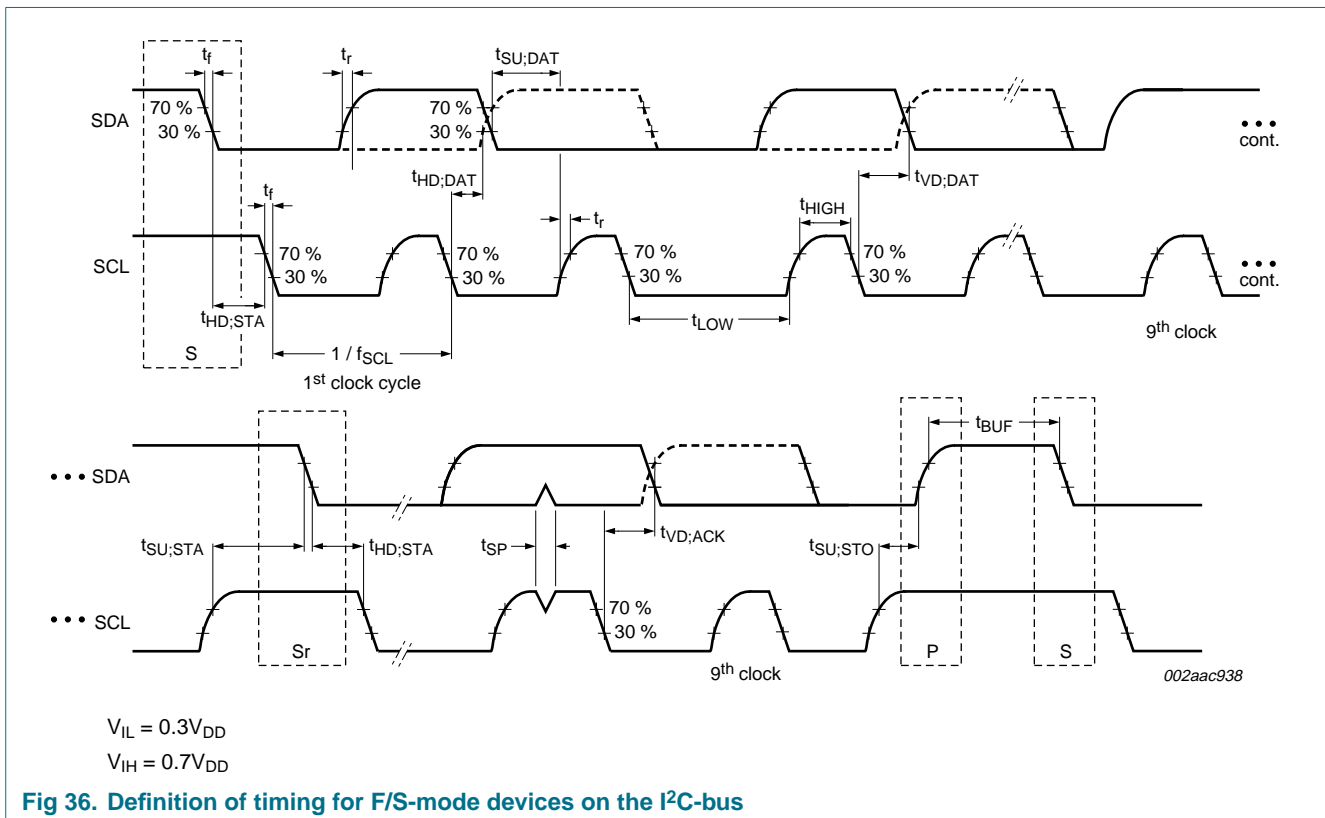 t_f t_r t_SU;DAT
70 % 70 %
SDA 30 % 30 % cont.
t_HD;DAT t_VD;DAT
t_f t_r t_HIGH
70 % 70 % 70 % 70 %
SCL 30 % 30 % 30 % 30 % cont.
t_HD;STA t_LOW
S 1 / f_SCL 9th clock
1st clock cycle
t_BUF
SDA
t_SU;STA t_HD;STA t_SP t_VD;ACK t_SU;STO
SCL 70 %
30 %
Sr 9th clock P S
002aac938
V_IL = 0.3V_DD
V_IH = 0.7V_DD
Fig 36. Definition of timing for F/S-mode devices on the I²C-bus